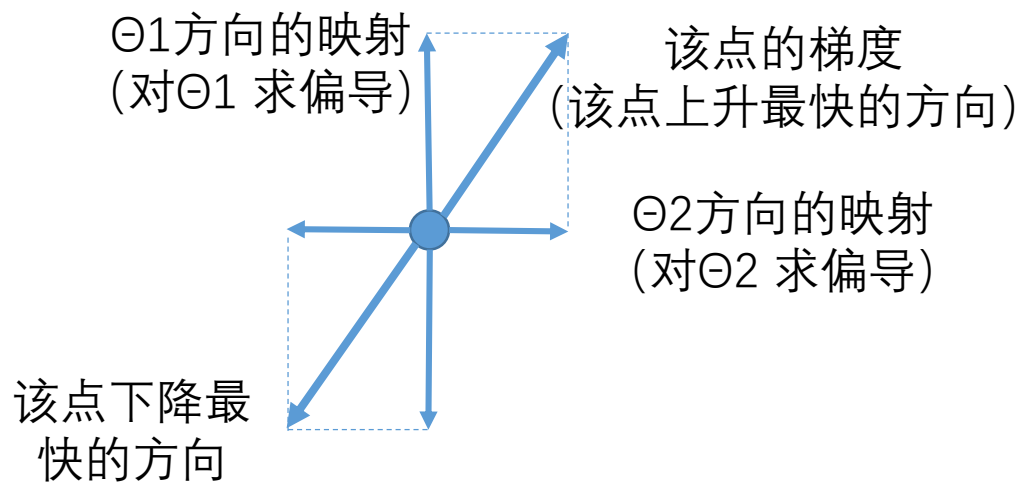 Θ1方向的映射
(对Θ1 求偏导)
该点的梯度
(该点上升最快的方向)
Θ2方向的映射
(对Θ2 求偏导)
该点下降最
快的方向